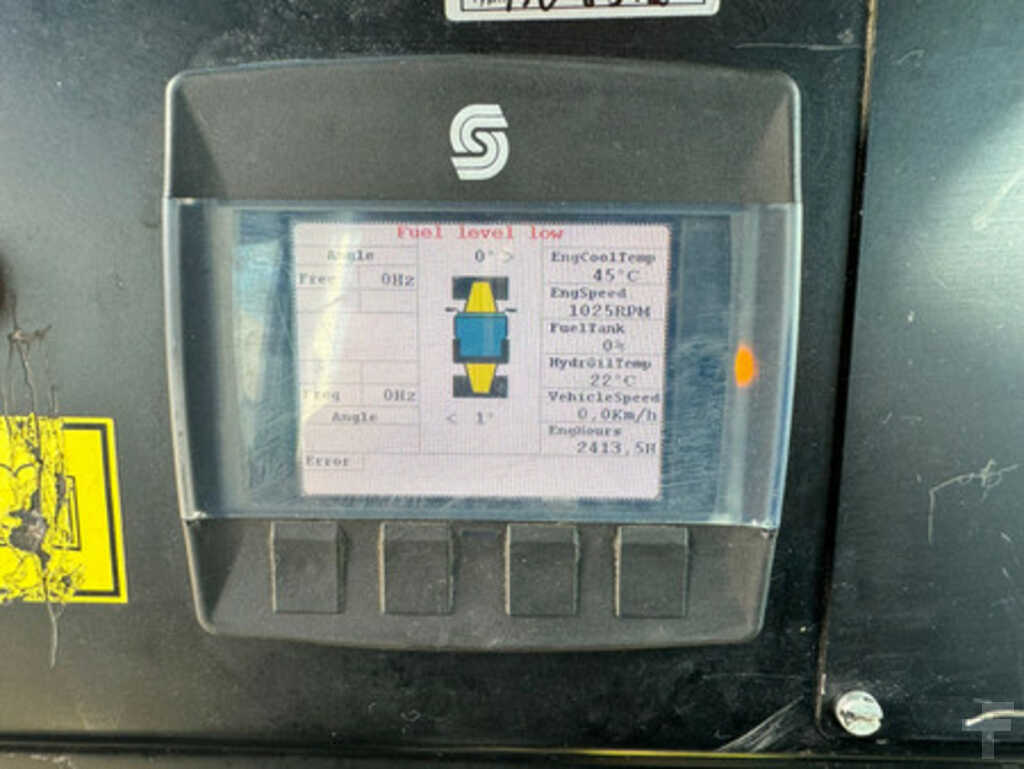 Fuel level low
Angle
Freq 0Hz
0° >
EngCoolTemp
45°C
EngSpeed
1025RPM
FuelTank
0%
HydrOilTemp
22°C
VehicleSpeed
0,0Km/h
EngHours
2413,5H
Freq 0Hz
Angle
< 1°
Error